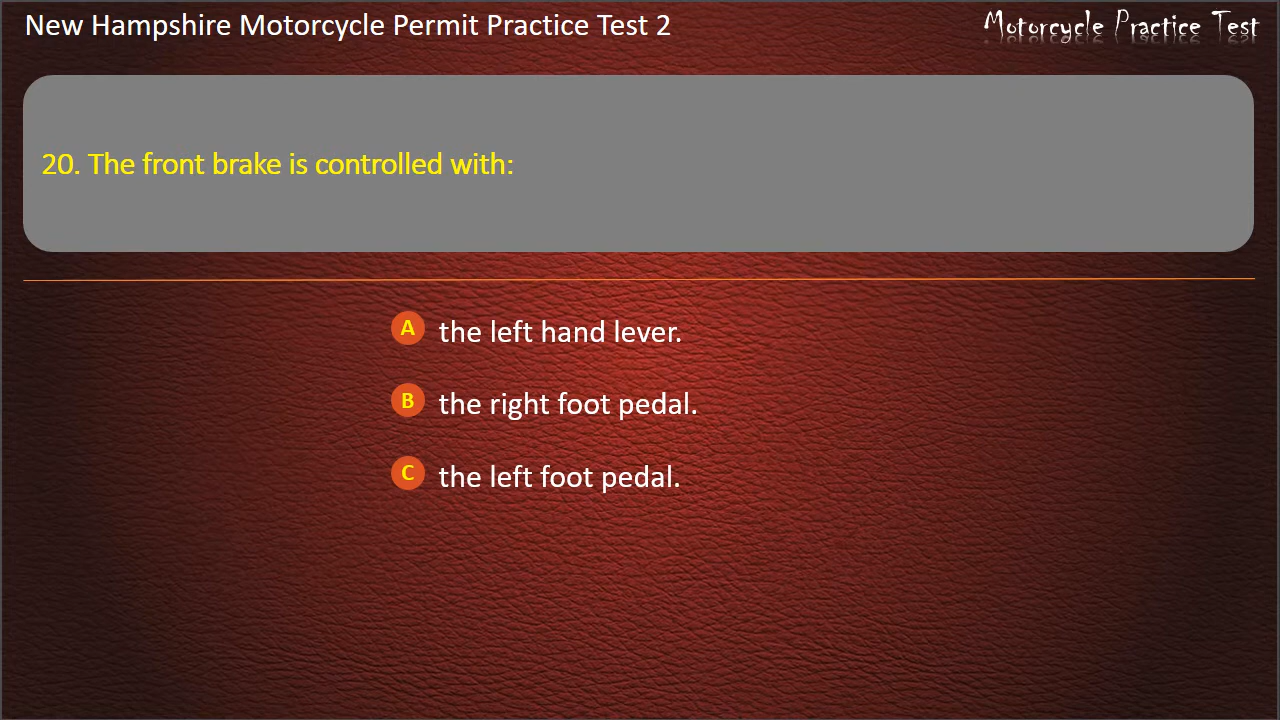 New Hampshire Motorcycle Permit Practice Test 2
Motorcycle Practice Test
20. The front brake is controlled with:
A the left hand lever.
B the right foot pedal.
C the left foot pedal.